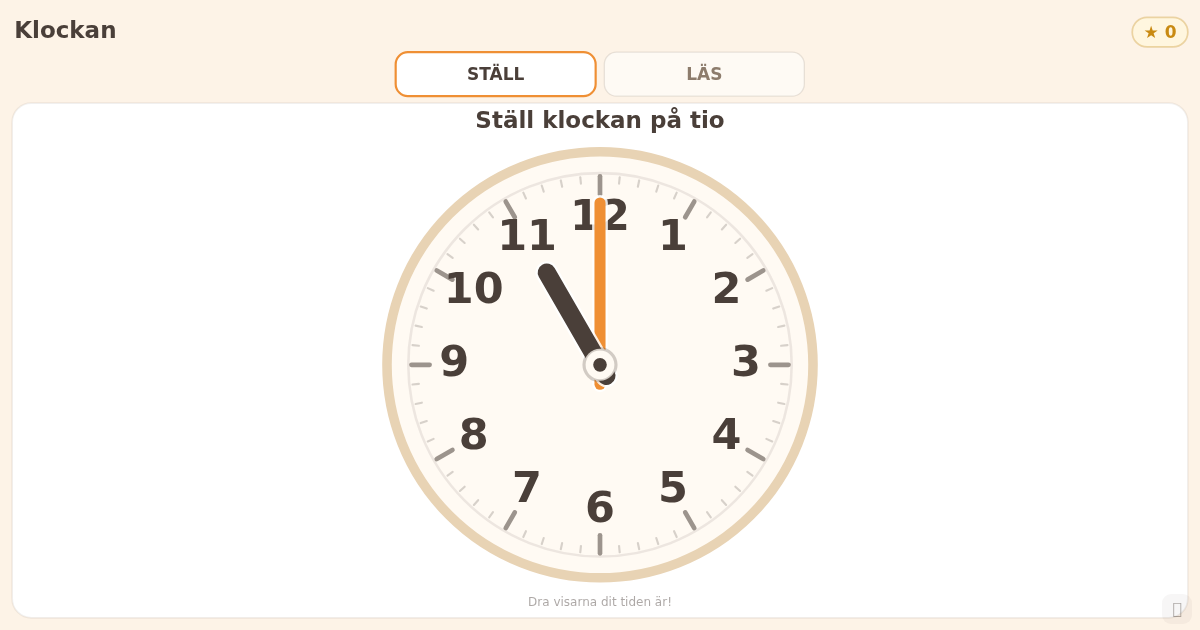 Klockan
★ 0
STÄLL
LÄS
Ställ klockan på tio
12
11
1
10
2
9
3
8
4
7
5
6
Dra visarna dit tiden är!